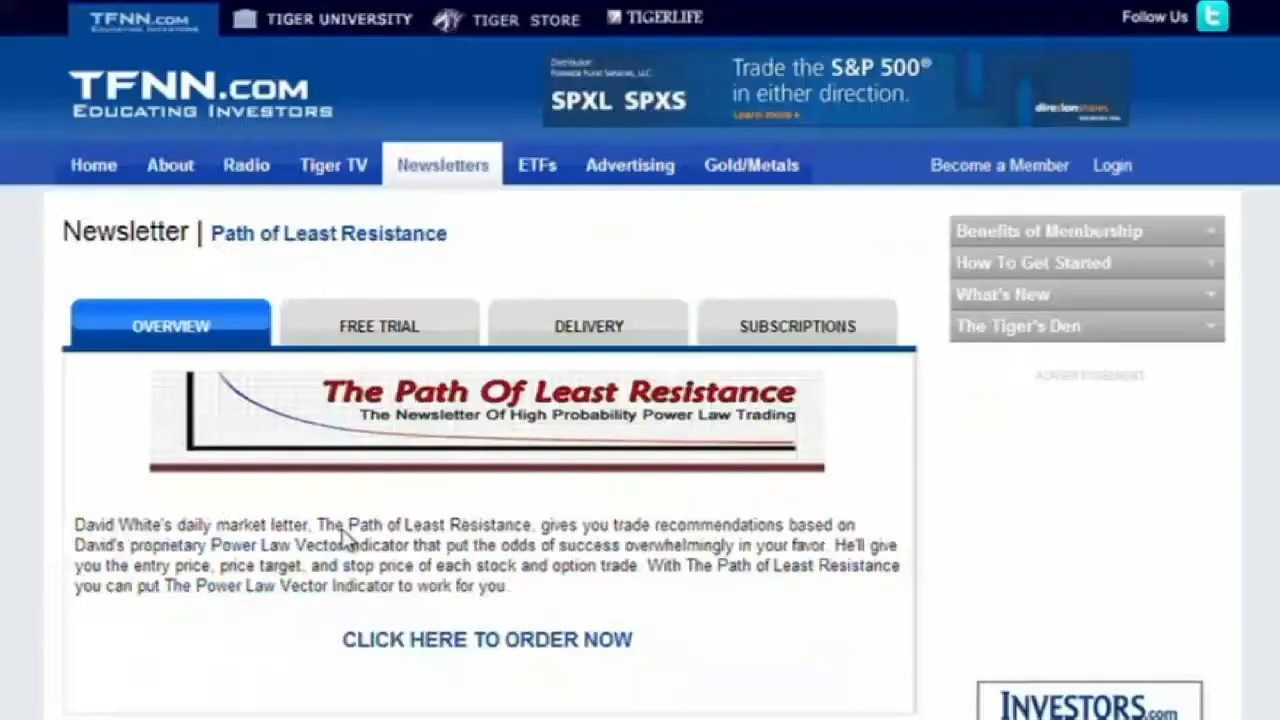 TFNN.COM
EDUCATING INVESTORS
TIGER UNIVERSITY
TIGER STORE
TIGERLIFE
Follow Us
TFNN.COM
EDUCATING INVESTORS
Distributor
SPXL SPXS
Trade the S&P 500®
in either direction.
Learn more
direxionshares
Home About Radio Tiger TV Newsletters ETFs Advertising Gold/Metals Become a Member Login
Newsletter | Path of Least Resistance
Benefits of Membership
How To Get Started
What's New
The Tiger's Den
ADVERTISEMENT
OVERVIEW FREE TRIAL DELIVERY SUBSCRIPTIONS
The Path Of Least Resistance
The Newsletter Of High Probability Power Law Trading
David White's daily market letter, The Path of Least Resistance, gives you trade recommendations based on
David's proprietary Power Law Vector Indicator that put the odds of success overwhelmingly in your favor. He'll give
you the entry price, price target, and stop price of each stock and option trade. With The Path of Least Resistance
you can put The Power Law Vector Indicator to work for you.
CLICK HERE TO ORDER NOW
INVESTORS.com